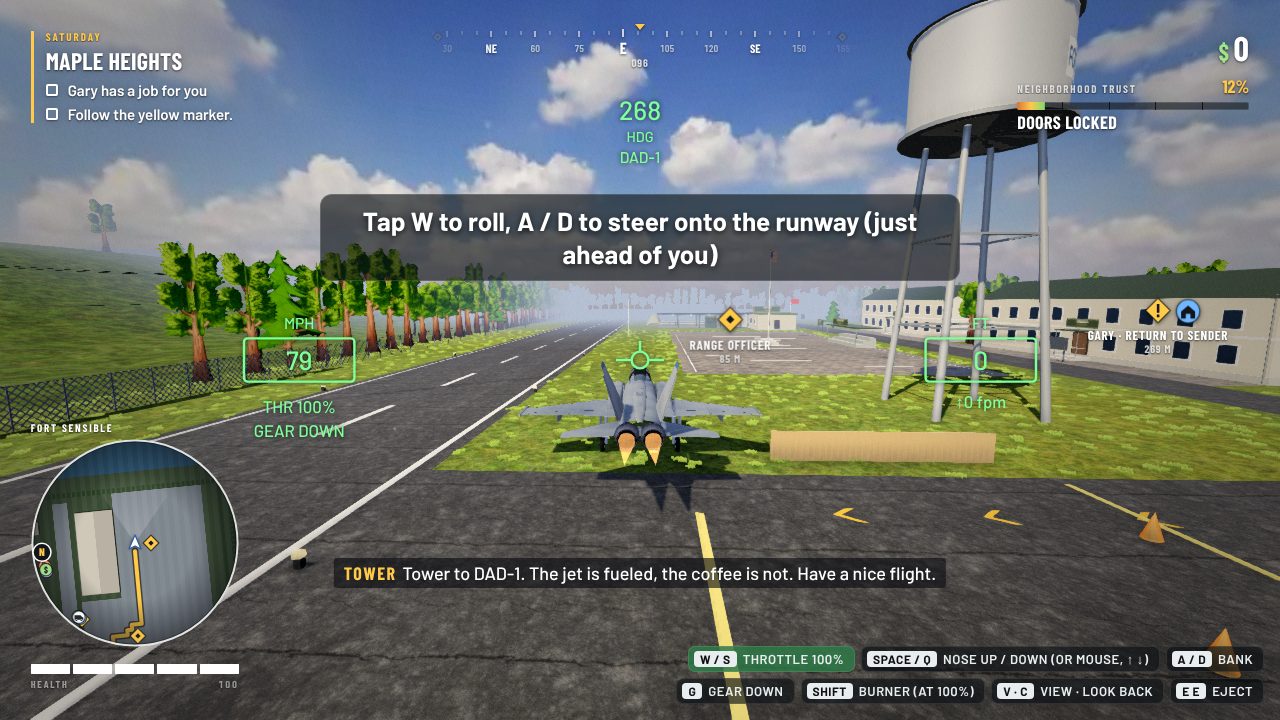 SATURDAY
MAPLE HEIGHTS
Gary has a job for you
Follow the yellow marker.
30 NE 60 75 E 105 120 SE 150 165
096
268
HDG
DAD-1
$0
NEIGHBORHOOD TRUST 12%
DOORS LOCKED
Tap W to roll, A / D to steer onto the runway (just
ahead of you)
MPH
79
THR 100%
GEAR DOWN
FT
0
↑0 fpm
RANGE OFFICER
85 M
GARY · RETURN TO SENDER
269 M
FORT SENSIBLE
N
$
HEALTH 100
TOWER Tower to DAD-1. The jet is fueled, the coffee is not. Have a nice flight.
W / S THROTTLE 100% SPACE / Q NOSE UP / DOWN (OR MOUSE, ↑ ↓) A / D BANK
G GEAR DOWN SHIFT BURNER (AT 100%) V · C VIEW · LOOK BACK E E EJECT